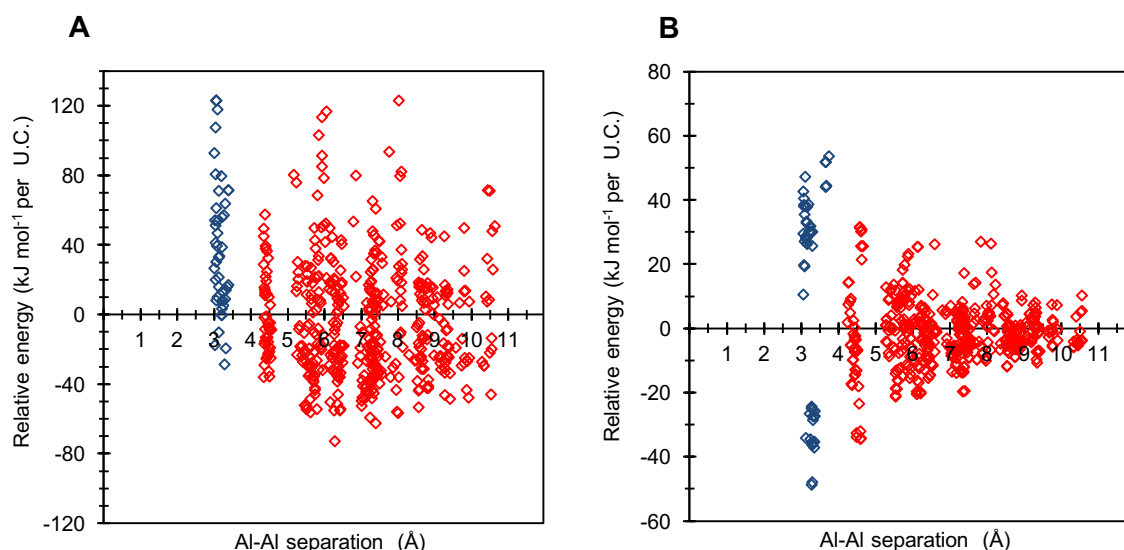 A
Relative energy (kJ mol⁻¹ per U.C.)
120
80
40
0
-40
-80
-120
1 2 3 4 5 6 7 8 9 10 11
Al-Al separation (Å)
B
Relative energy (kJ mol⁻¹ per U.C.)
80
60
40
20
0
-20
-40
-60
1 2 3 4 5 6 7 8 9 10 11
Al-Al separation (Å)